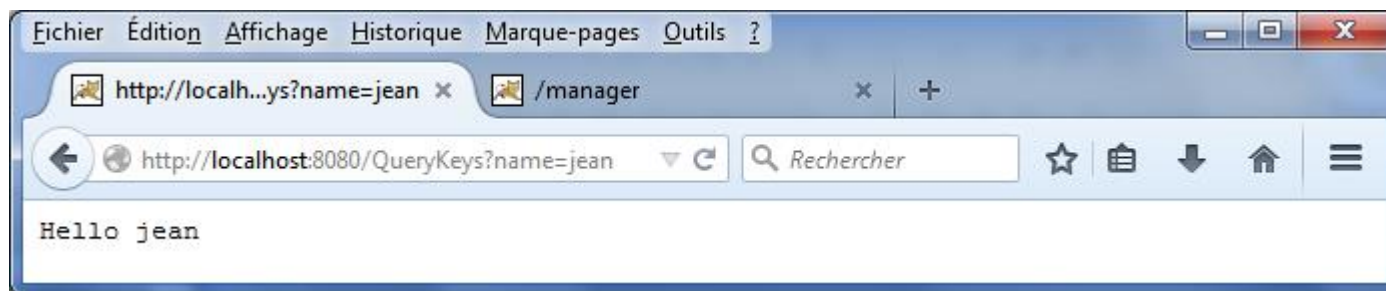 Fichier Édition Affichage Historique Marque-pages Outils ?
http://localh...ys?name=jean /manager
http://localhost:8080/QueryKeys?name=jean Rechercher
Hello jean